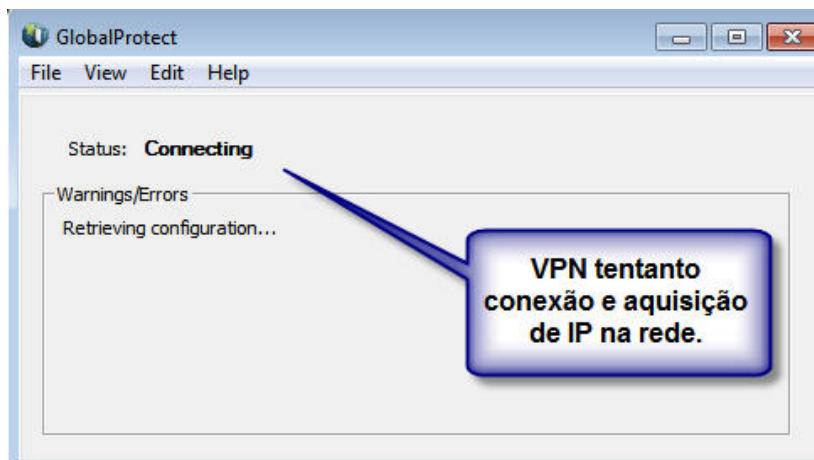 GlobalProtect
File View Edit Help
Status: Connecting
Warnings/Errors
Retrieving configuration...
VPN tentanto
conexão e aquisição
de IP na rede.